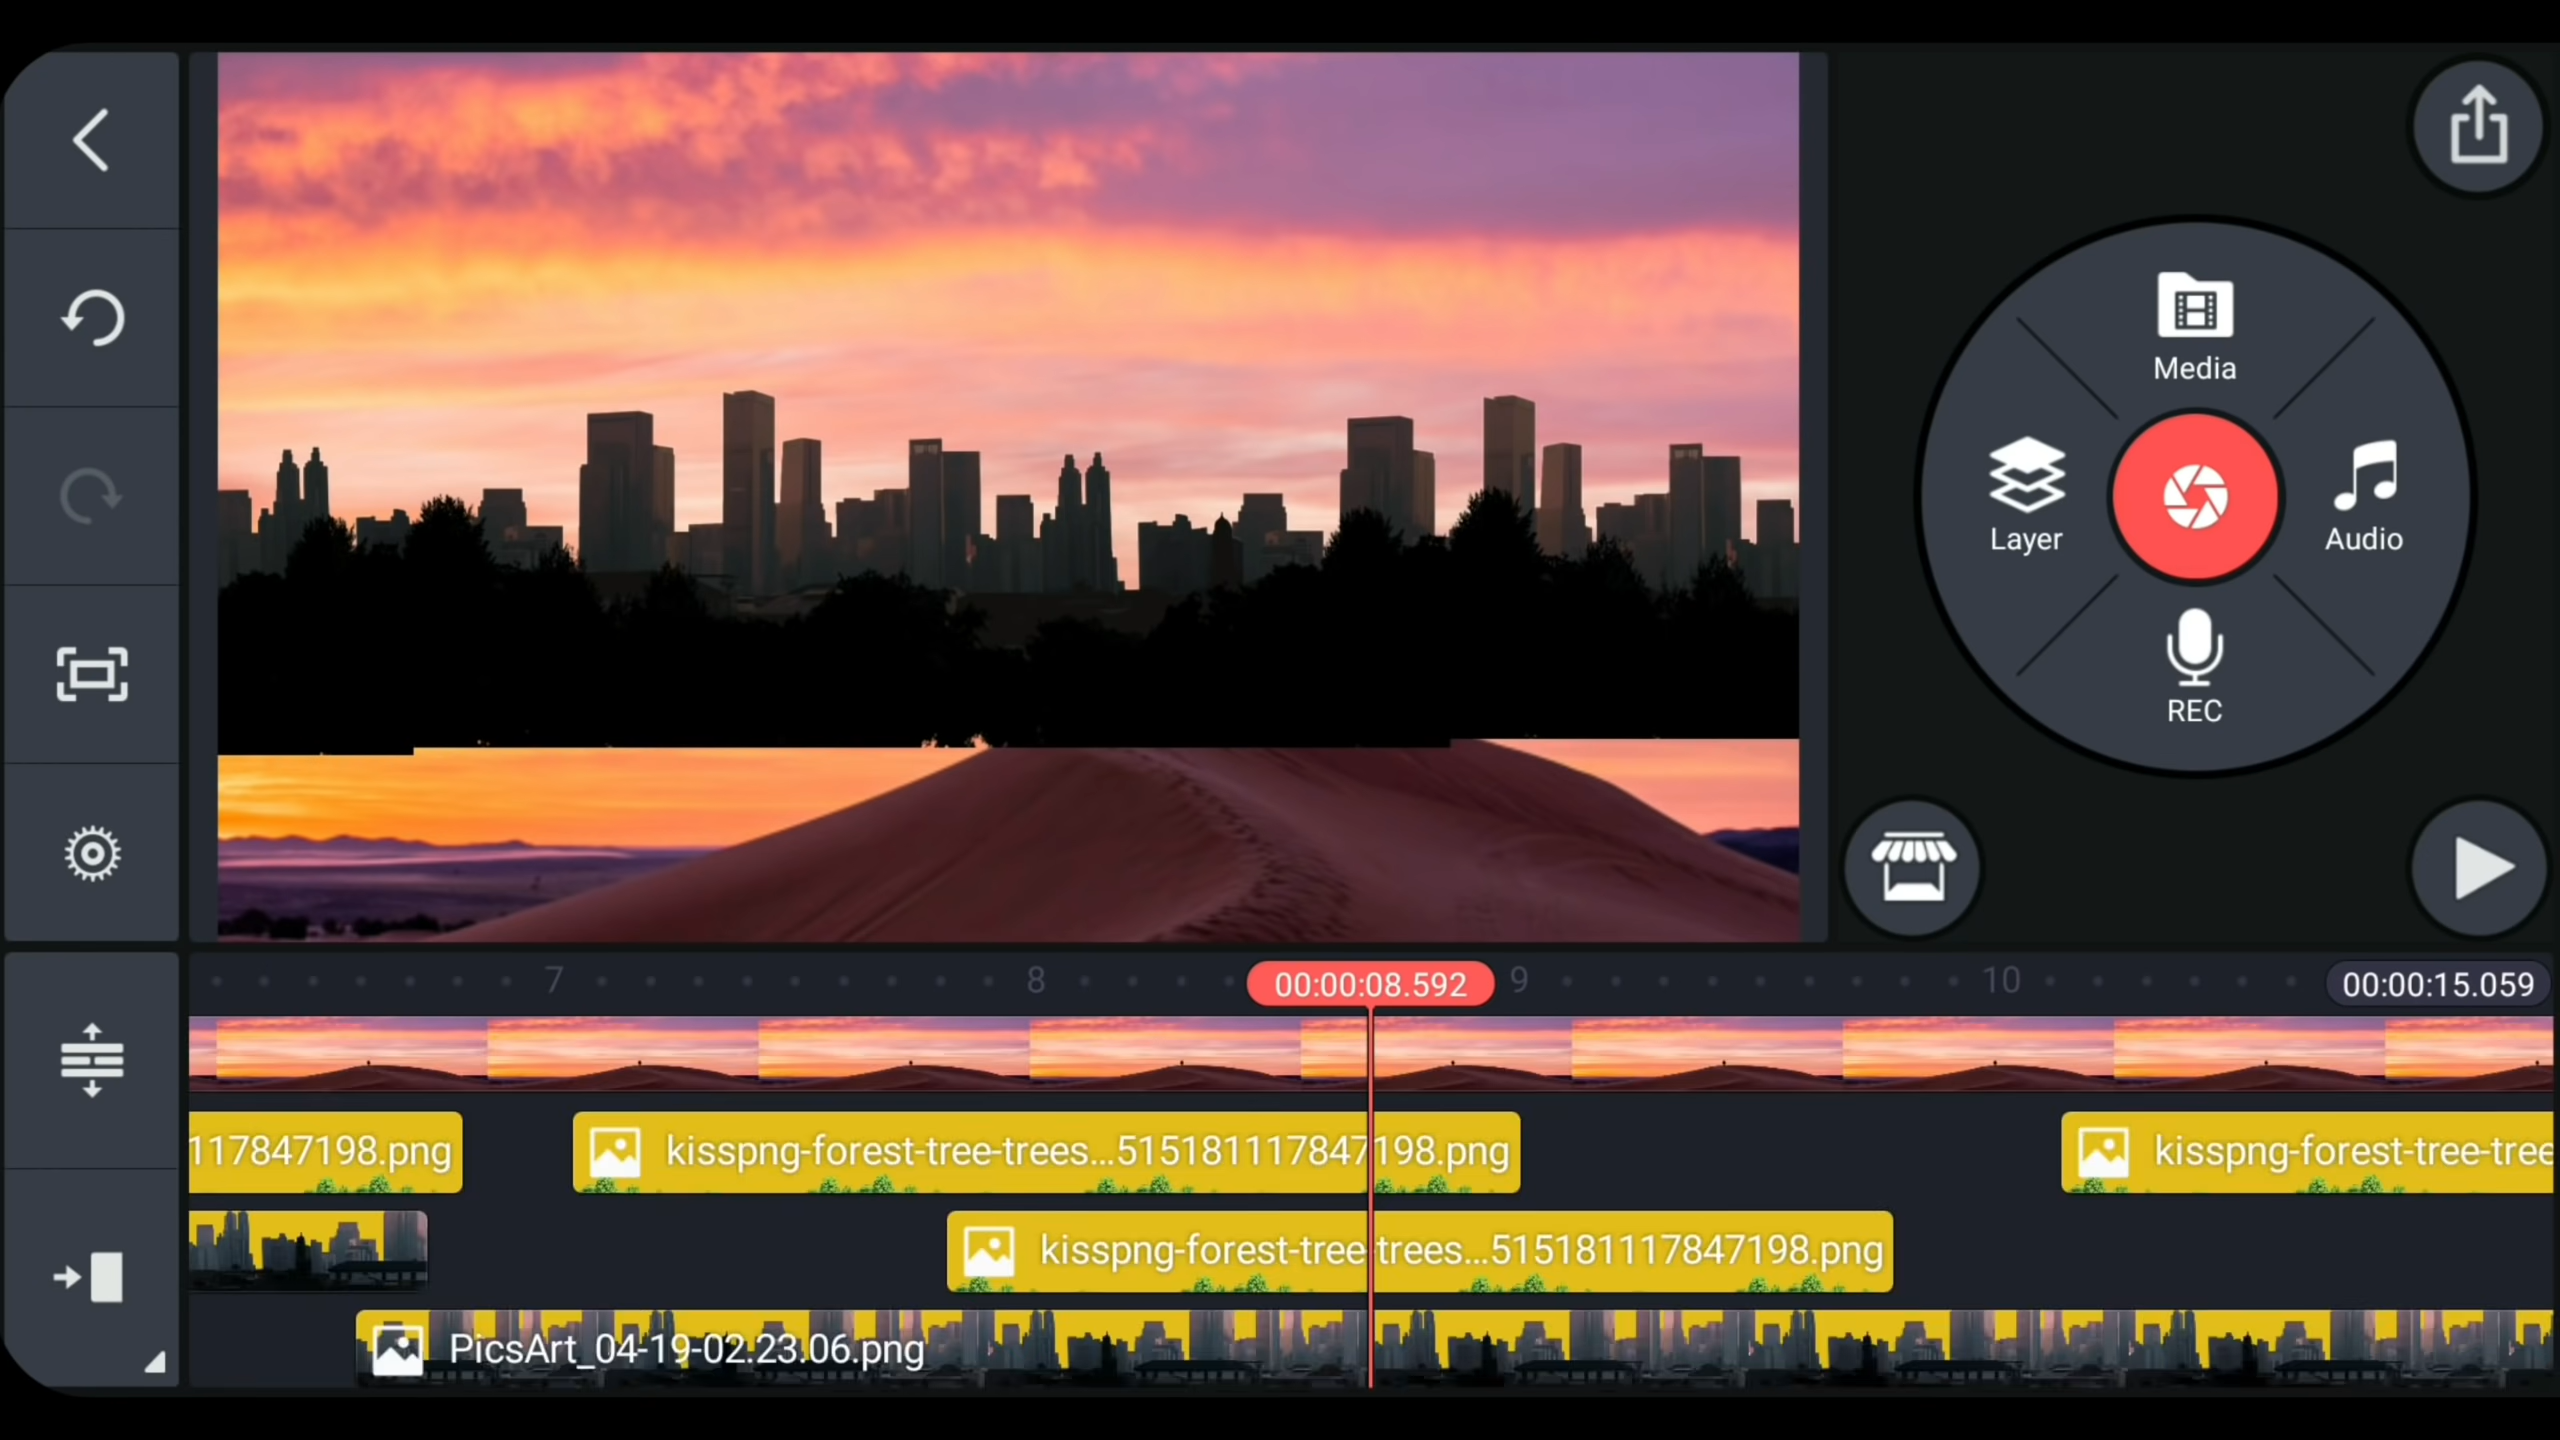 Media
Layer
Audio
REC
7
8
00:00:08.592
9
10
00:00:15.059
117847198.png
kisspng-forest-tree-trees...515181117847198.png
kisspng-forest-tree-tree
kisspng-forest-tree-trees...515181117847198.png
PicsArt_04-19-02.23.06.png